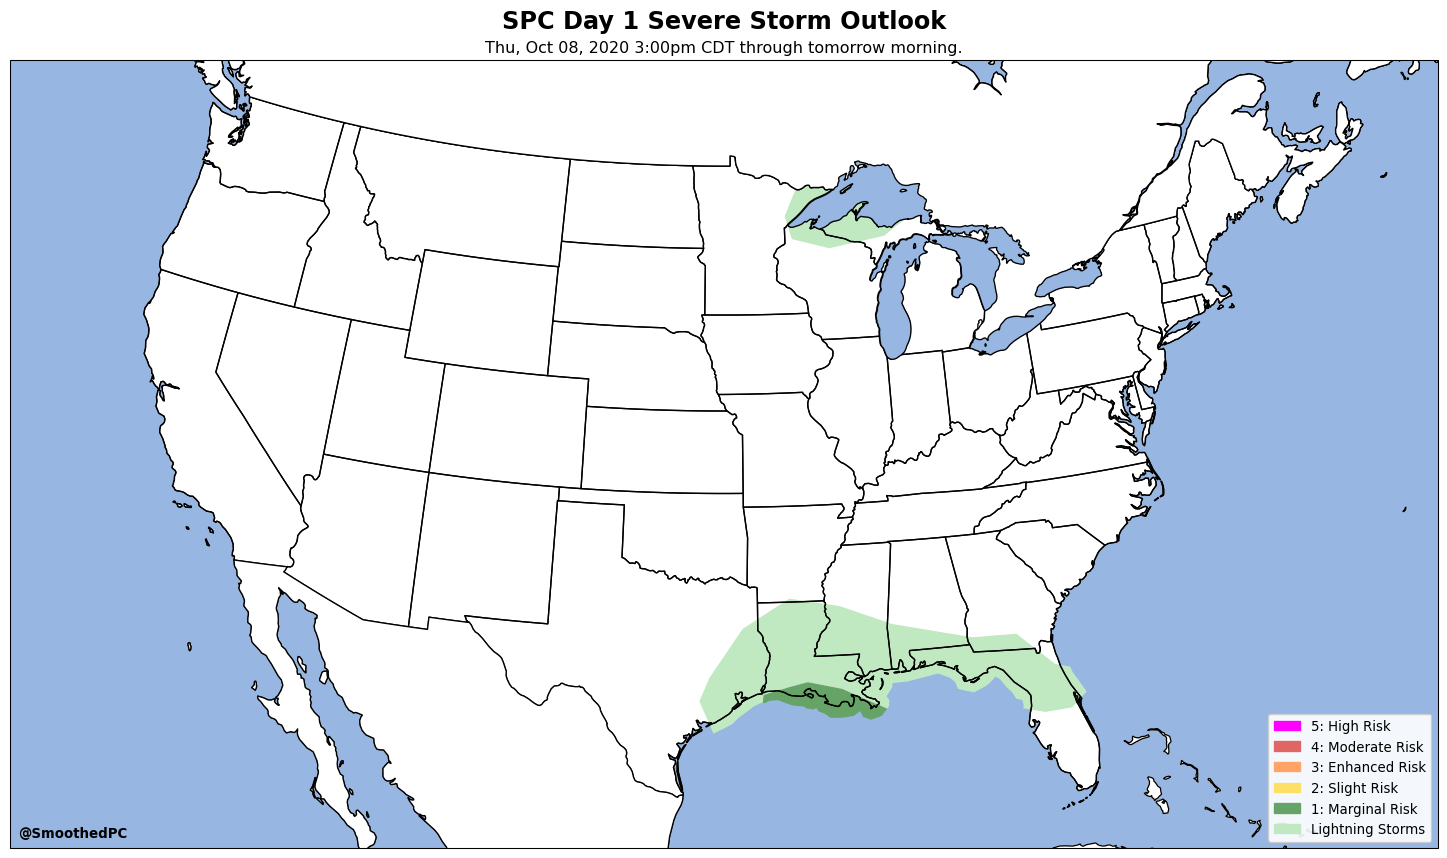 SPC Day 1 Severe Storm Outlook
Thu, Oct 08, 2020 3:00pm CDT through tomorrow morning.
5: High Risk
4: Moderate Risk
3: Enhanced Risk
2: Slight Risk
1: Marginal Risk
Lightning Storms
@SmoothedPC